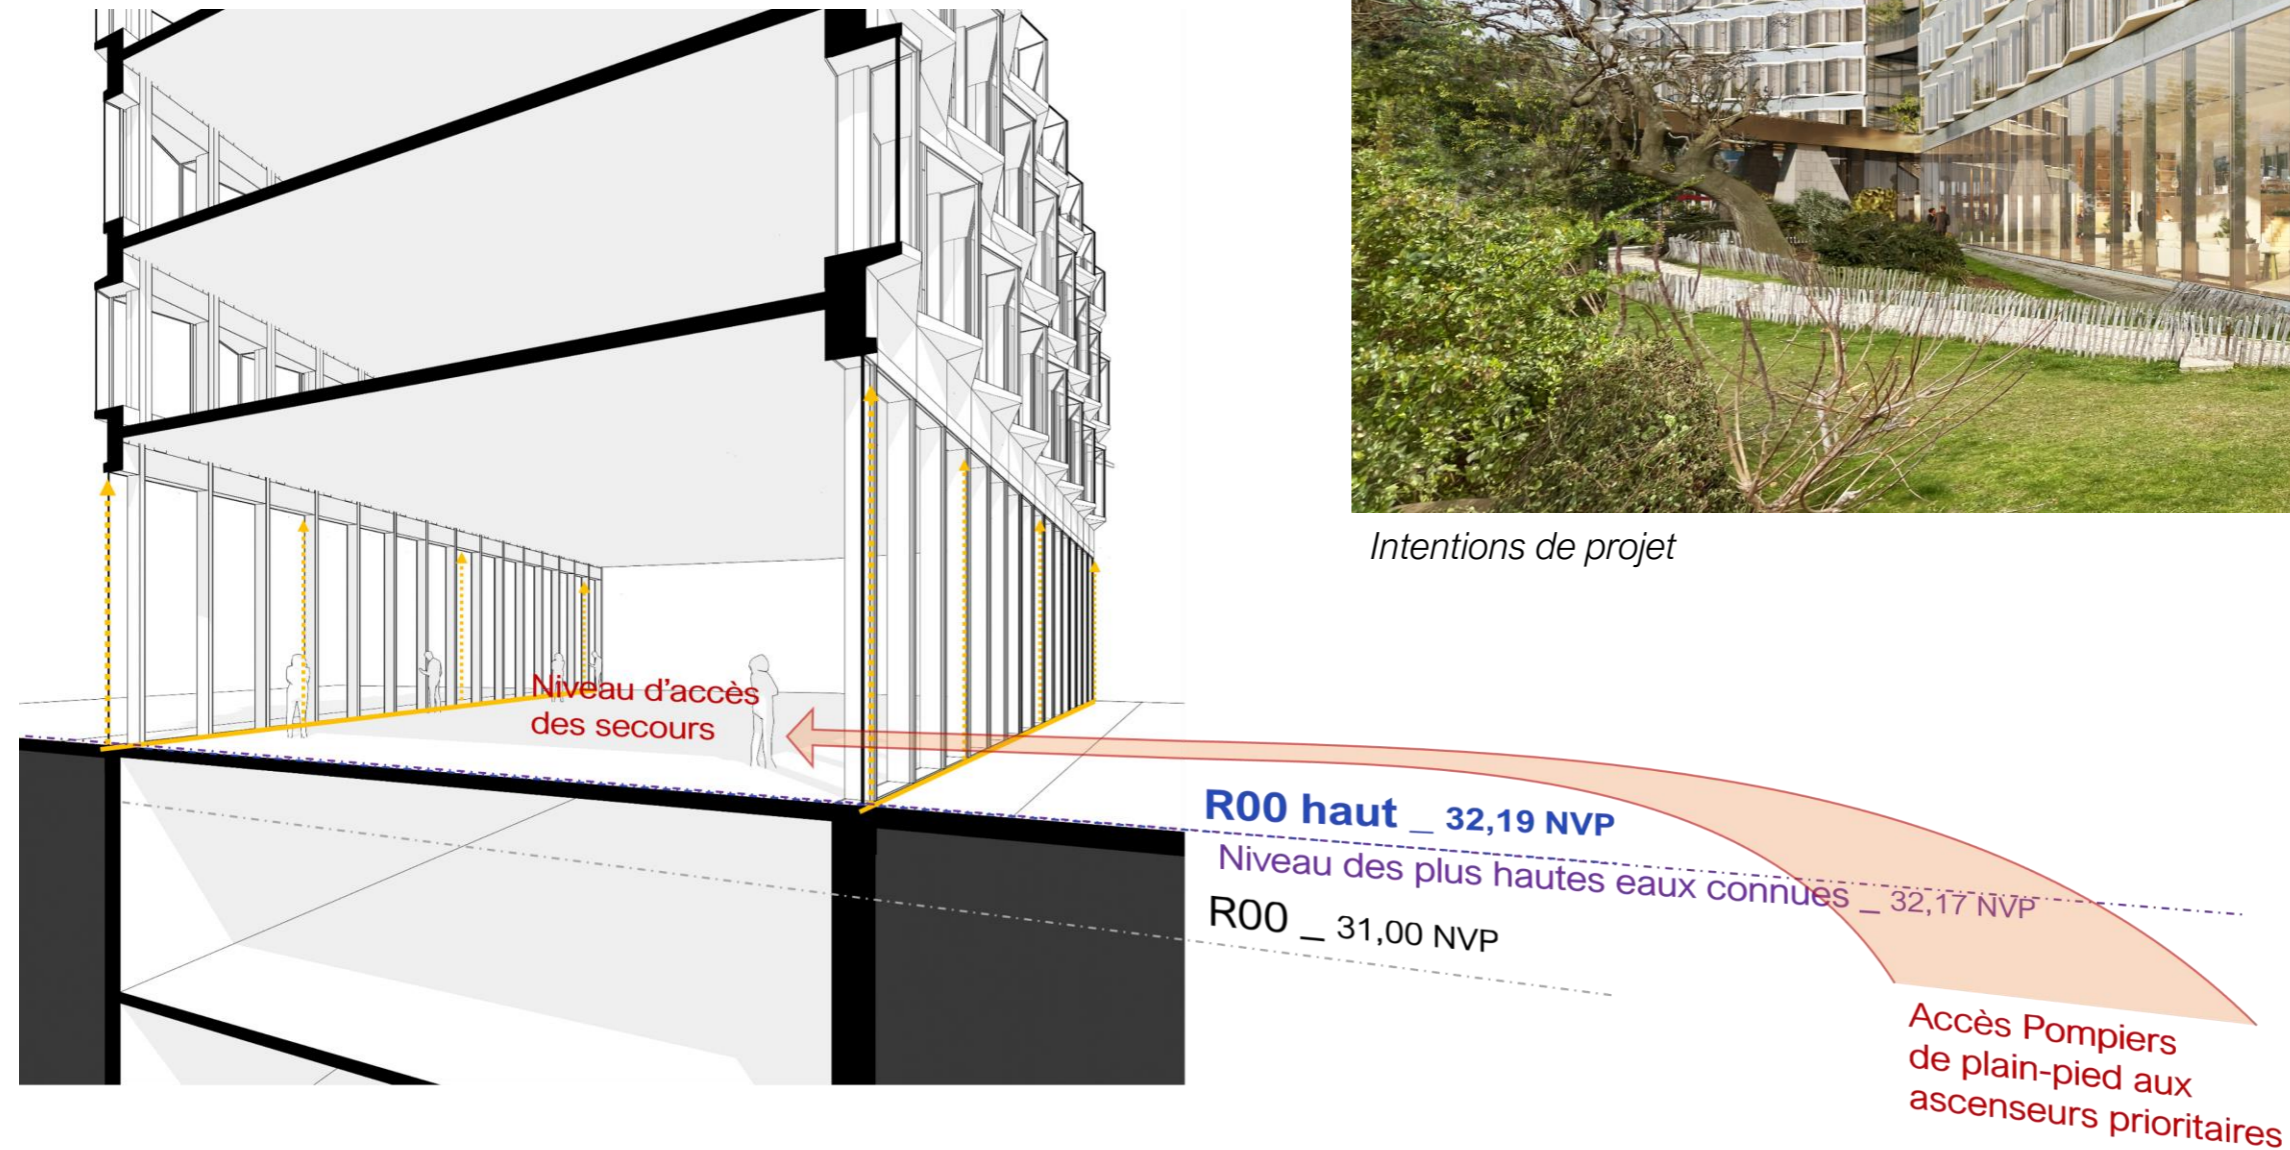 Intentions de projet
Niveau d'accès
des secours
R00 haut _ 32,19 NVP
Niveau des plus hautes eaux connues _ 32,17 NVP
R00 _ 31,00 NVP
Accès Pompiers
de plain-pied aux
ascenseurs prioritaires